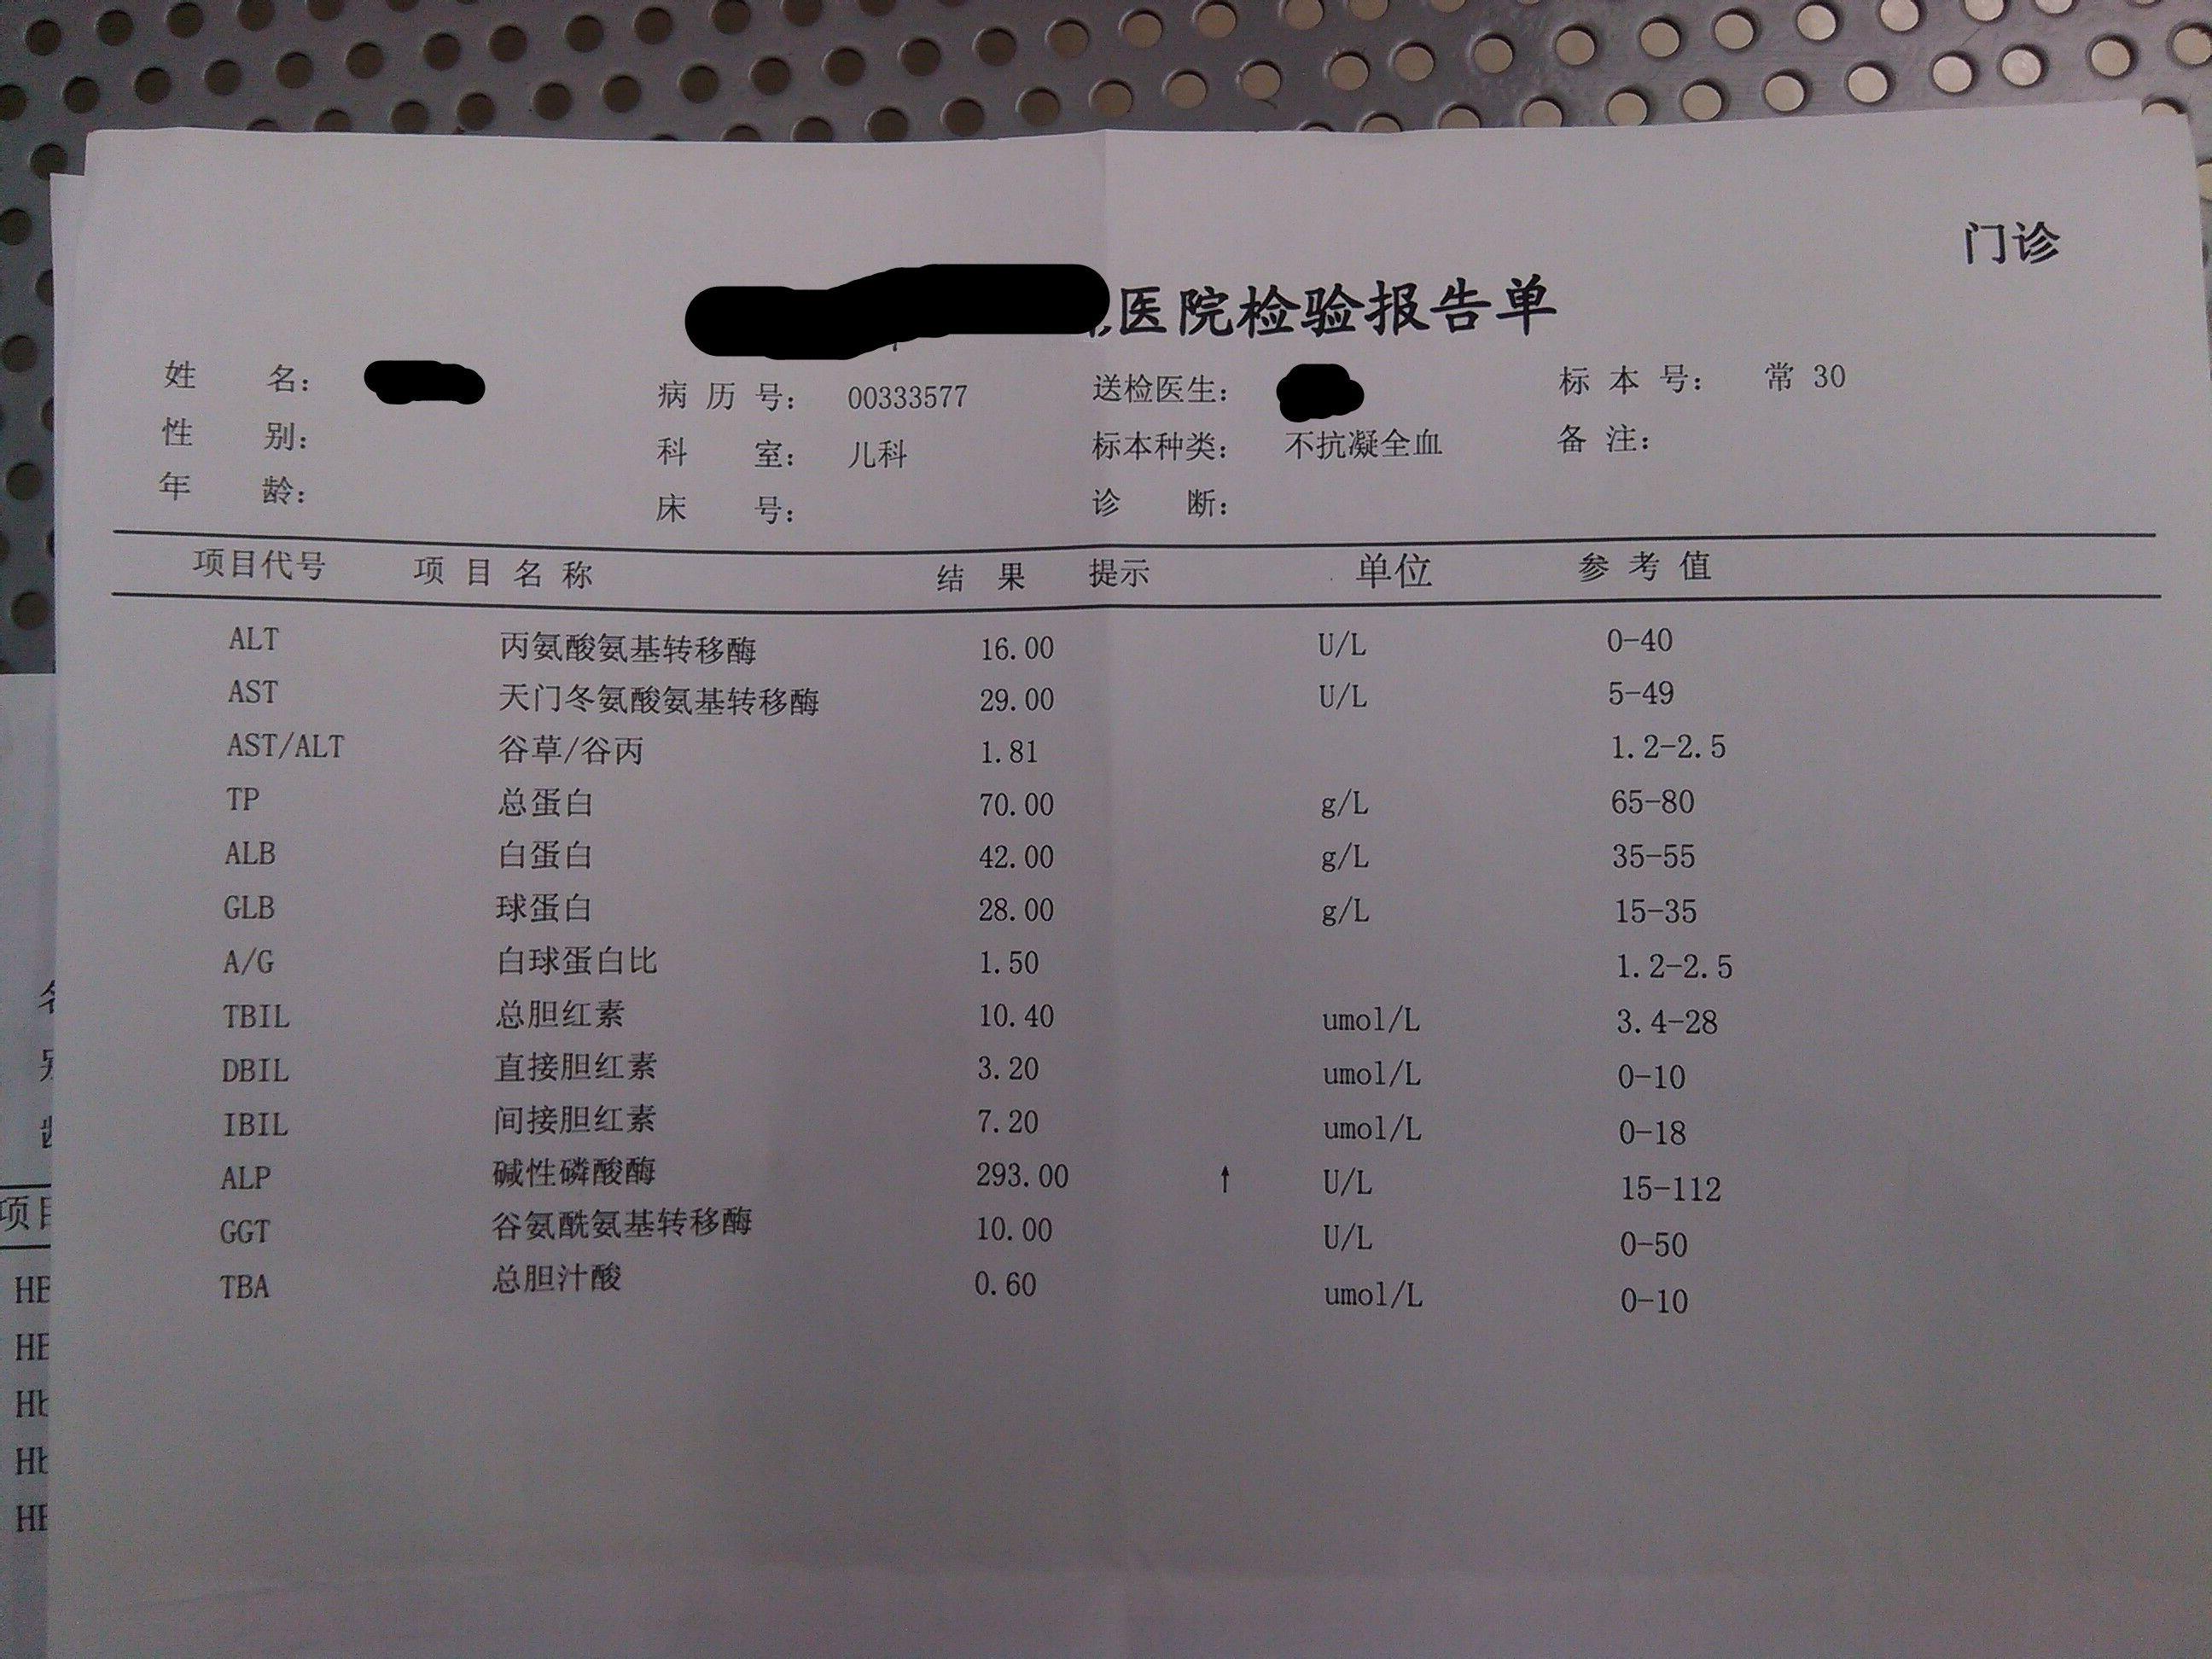 门诊
医院检验报告单
姓 名: 病 历 号: 00333577 送检医生: 标 本 号: 常 30
性 别: 科 室: 儿科 标本种类: 不抗凝全血 备 注:
年 龄: 床 号: 诊 断:
项目代号 项 目 名 称 结 果 提示 单位 参 考 值
ALT 丙氨酸氨基转移酶 16.00 U/L 0-40
AST 天门冬氨酸氨基转移酶 29.00 U/L 5-49
AST/ALT 谷草/谷丙 1.81 1.2-2.5
TP 总蛋白 70.00 g/L 65-80
ALB 白蛋白 42.00 g/L 35-55
GLB 球蛋白 28.00 g/L 15-35
A/G 白球蛋白比 1.50 1.2-2.5
TBIL 总胆红素 10.40 umol/L 3.4-28
DBIL 直接胆红素 3.20 umol/L 0-10
IBIL 间接胆红素 7.20 umol/L 0-18
ALP 碱性磷酸酶 293.00 ↑ U/L 15-112
GGT 谷氨酰氨基转移酶 10.00 U/L 0-50
TBA 总胆汁酸 0.60 umol/L 0-10